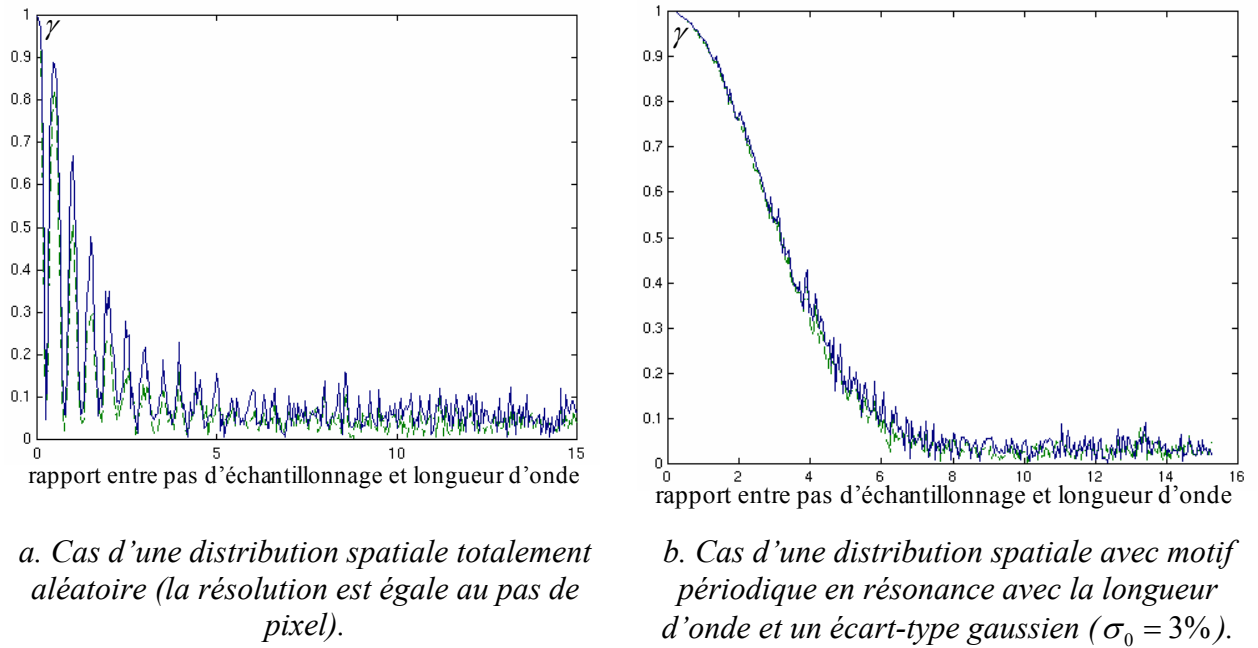 γ
1
0.9
0.8
0.7
0.6
0.5
0.4
0.3
0.2
0.1
0
0 5 10 15
rapport entre pas d’échantillonnage et longueur d’onde
a. Cas d’une distribution spatiale totalement
aléatoire (la résolution est égale au pas de
pixel).
γ
1
0.9
0.8
0.7
0.6
0.5
0.4
0.3
0.2
0.1
0
0 2 4 6 8 10 12 14 16
rapport entre pas d’échantillonnage et longueur d’onde
b. Cas d’une distribution spatiale avec motif
périodique en résonance avec la longueur
d’onde et un écart-type gaussien ( σ₀ = 3% ).